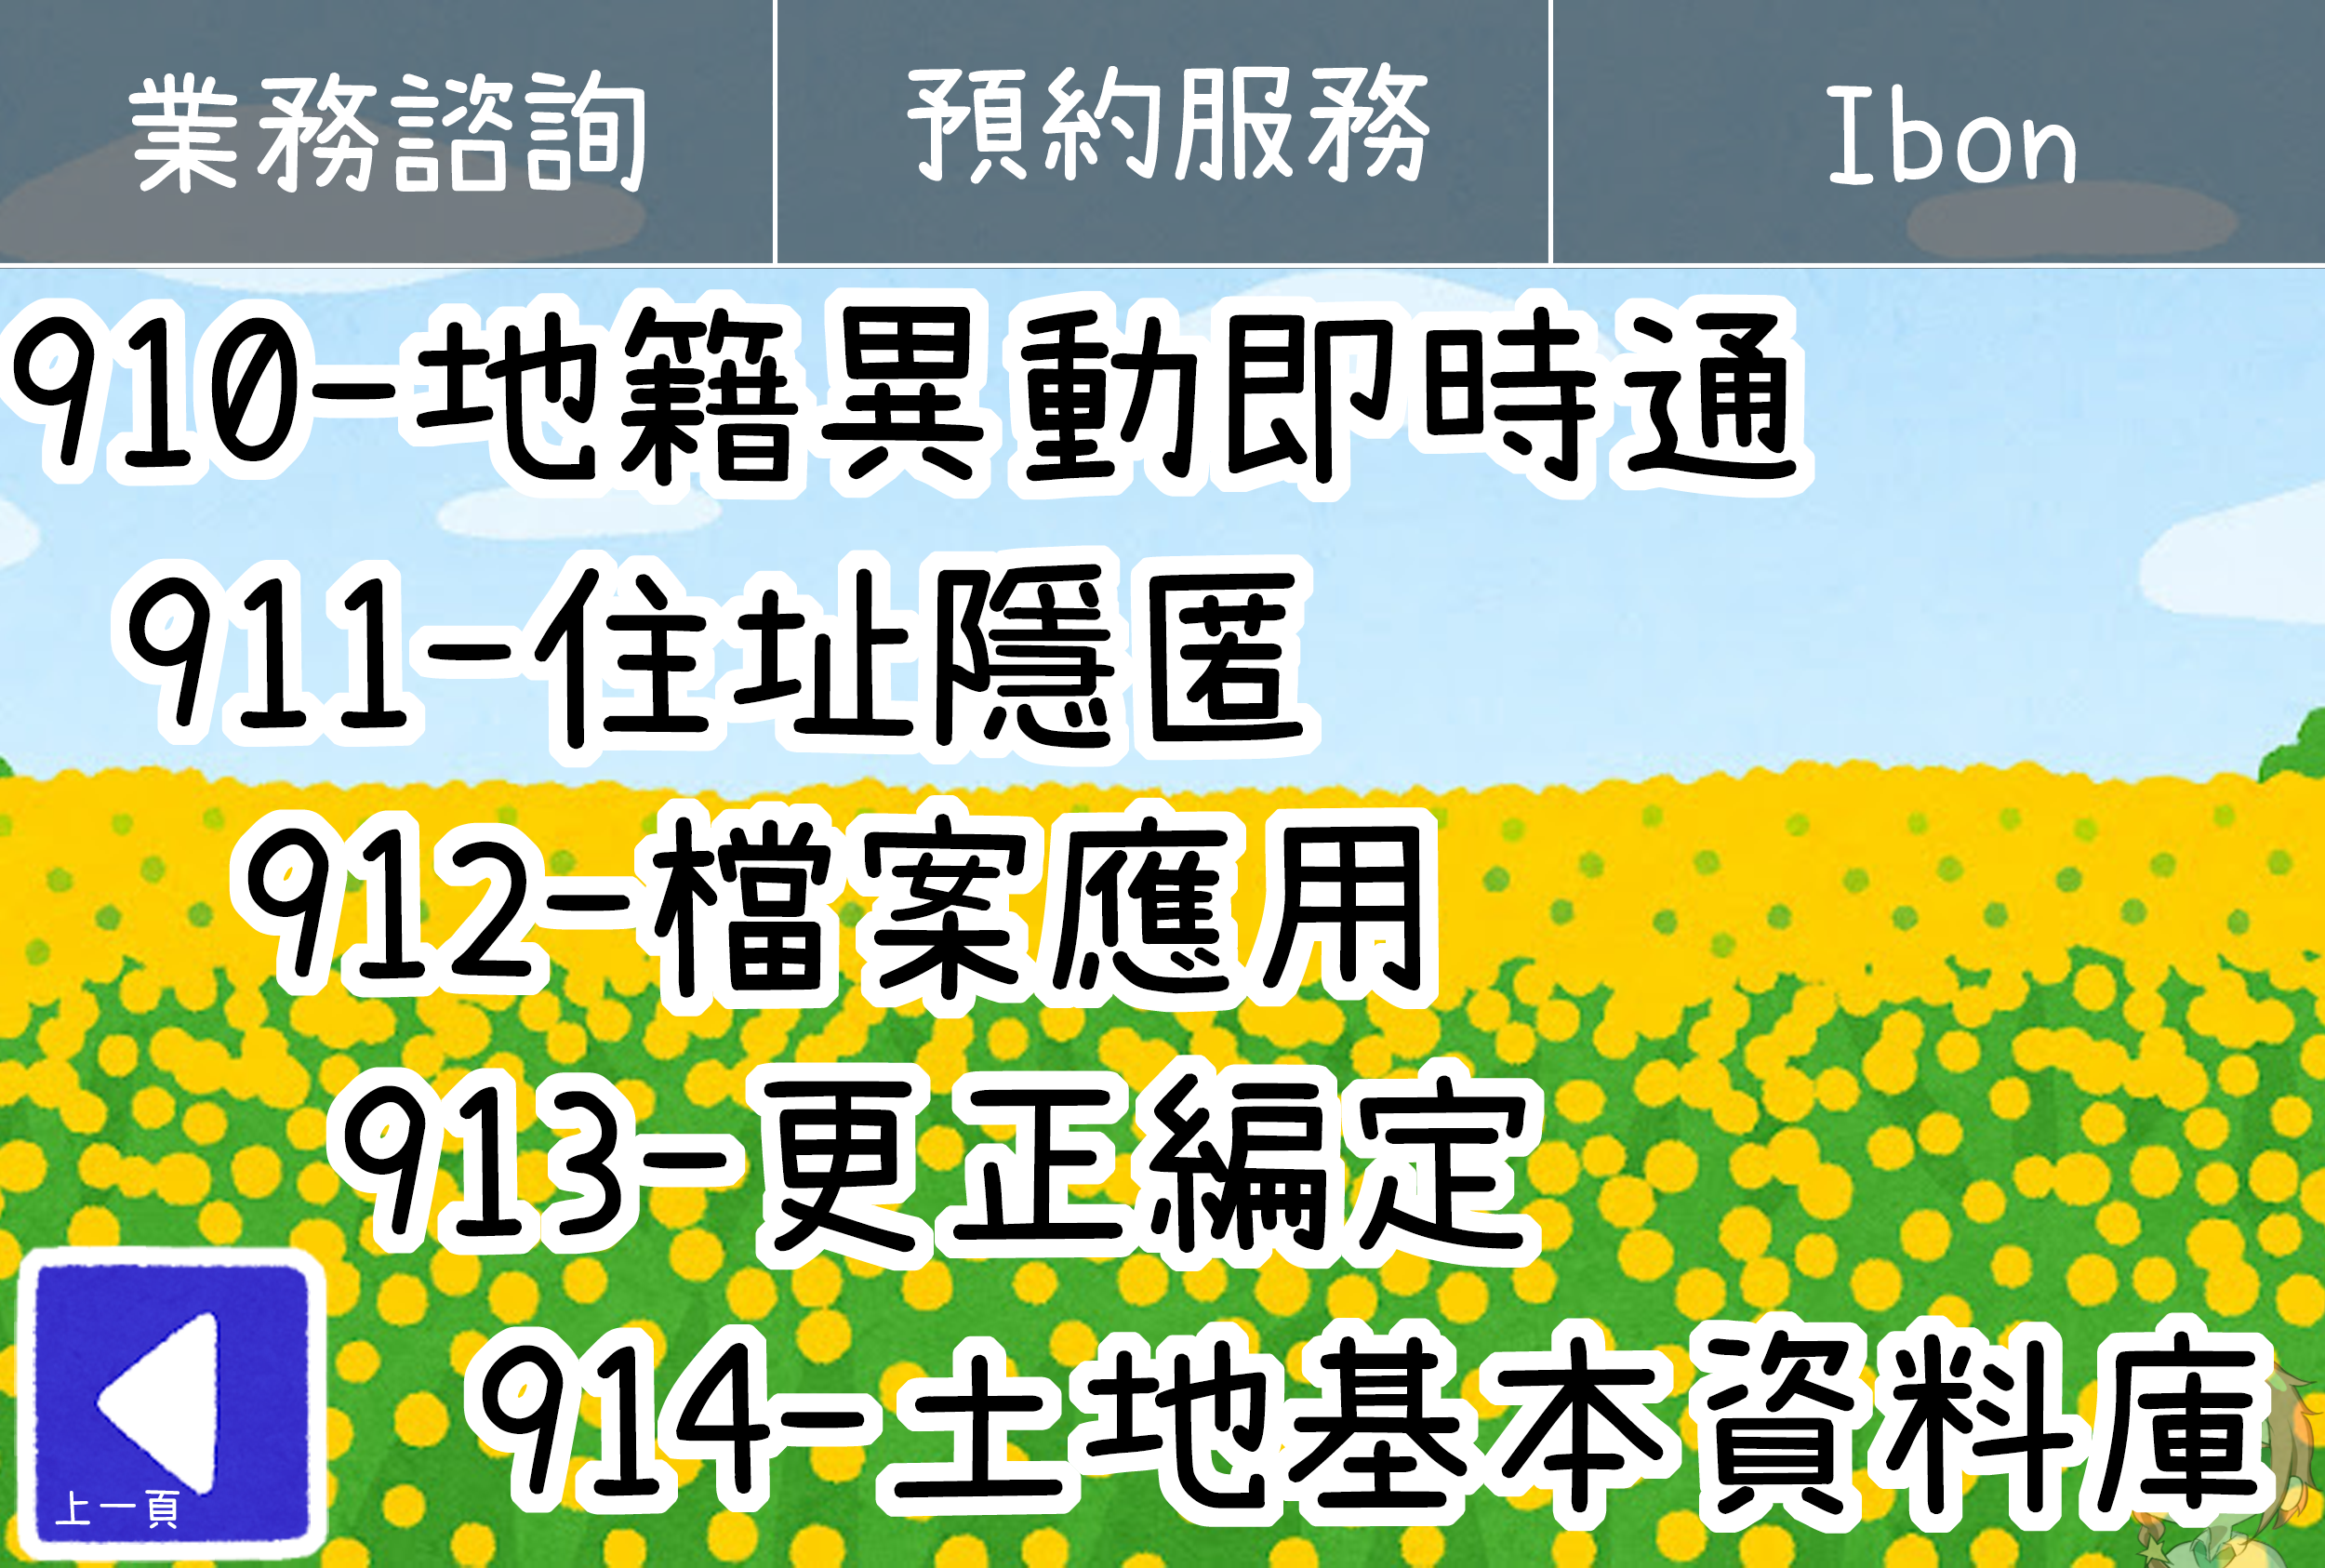 業務諮詢
預約服務
Ibon
910-地籍異動即時通
911-住址隱匿
912-檔案應用
913-更正編定
914-土地基本資料庫
上一頁